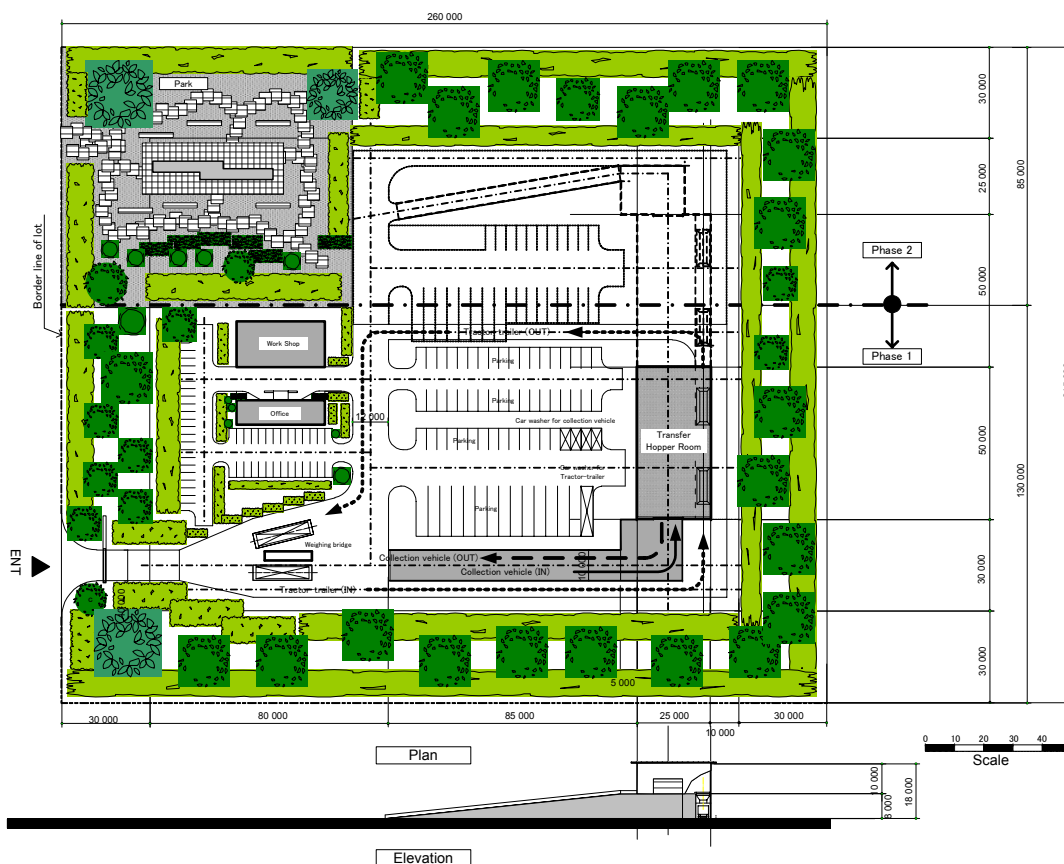 260 000
Park
30 000
25 000
85 000
Border line of lot
Phase 2
50 000
Tractor trailer (OUT)
Work Shop
Parking
Phase 1
Office
Parking
12 000
Car washer for collection vehicle
Parking
Transfer
Hopper Room
50 000
Car washer for
Tractor-trailer
130 000
Parking
Weighing bridge
Collection vehicle (OUT)
Collection vehicle (IN)
10 000
ENT
30 000
Tractor trailer (IN)
30 000
5 000
30 000
80 000
85 000
25 000
30 000
10 000
Plan
0 10 20 30 40
Scale
10 000
8 000
18 000
Elevation